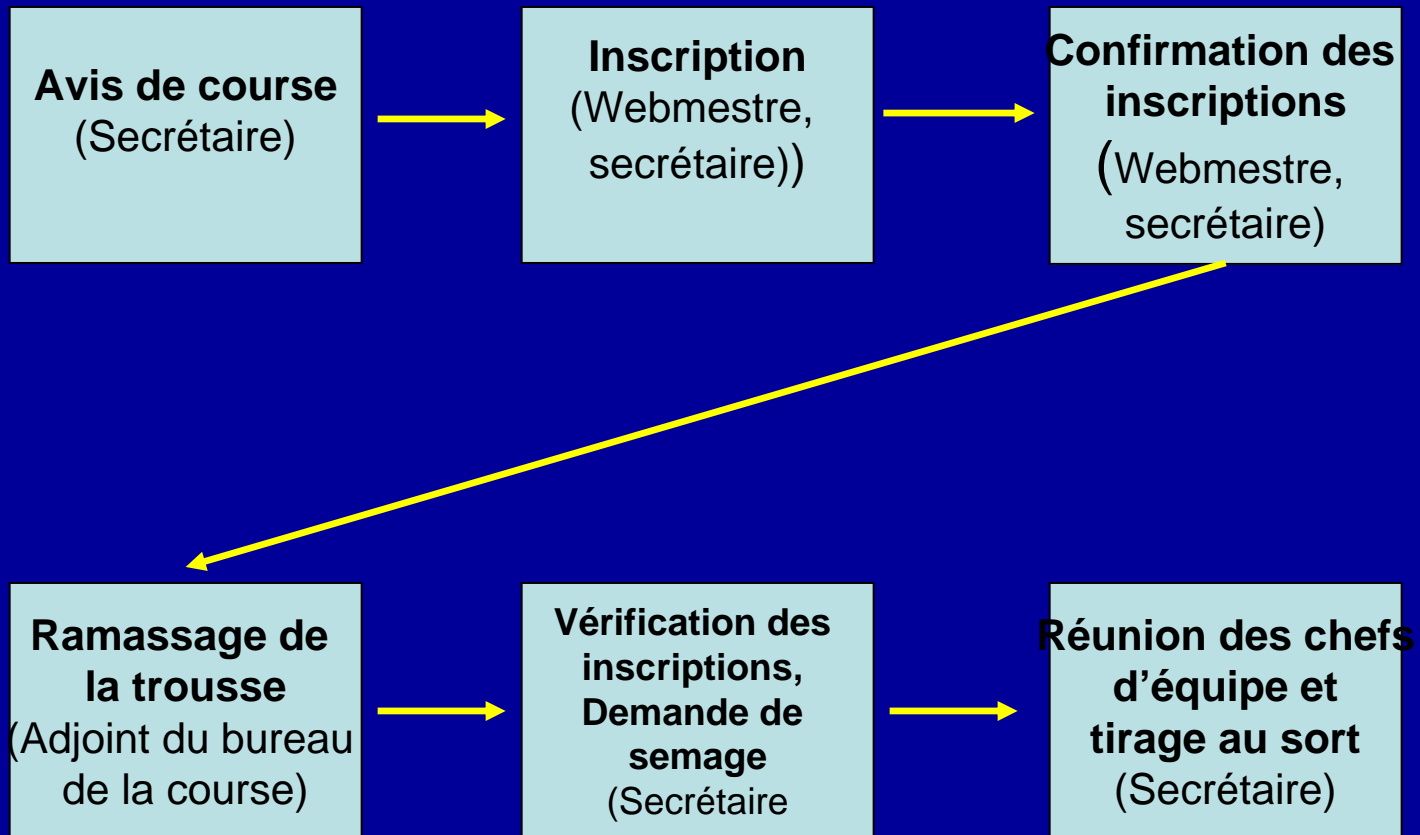 Avis de course
(Secrétaire)
Inscription
(Webmestre,
secrétaire))
Confirmation des
inscriptions
(Webmestre,
secrétaire)
Ramassage de
la trousse
(Adjoint du bureau
de la course)
Vérification des
inscriptions,
Demande de
semage
(Secrétaire
Réunion des chefs
d’équipe et
tirage au sort
(Secrétaire)